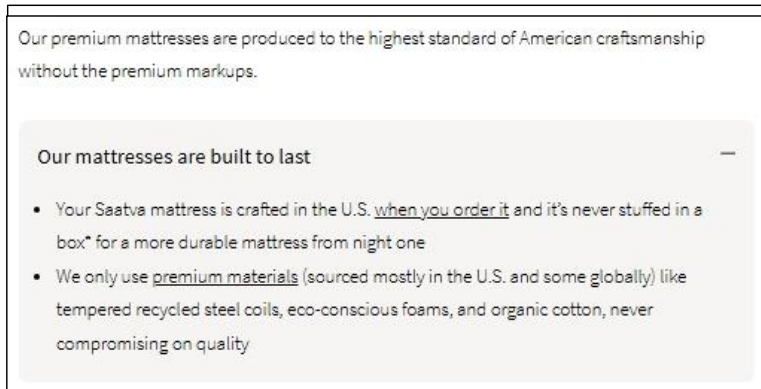 Our premium mattresses are produced to the highest standard of American craftsmanship
without the premium markups.
Our mattresses are built to last
• Your Saatva mattress is crafted in the U.S. when you order it and it's never stuffed in a
box* for a more durable mattress from night one
• We only use premium materials (sourced mostly in the U.S. and some globally) like
tempered recycled steel coils, eco-conscious foams, and organic cotton, never
compromising on quality